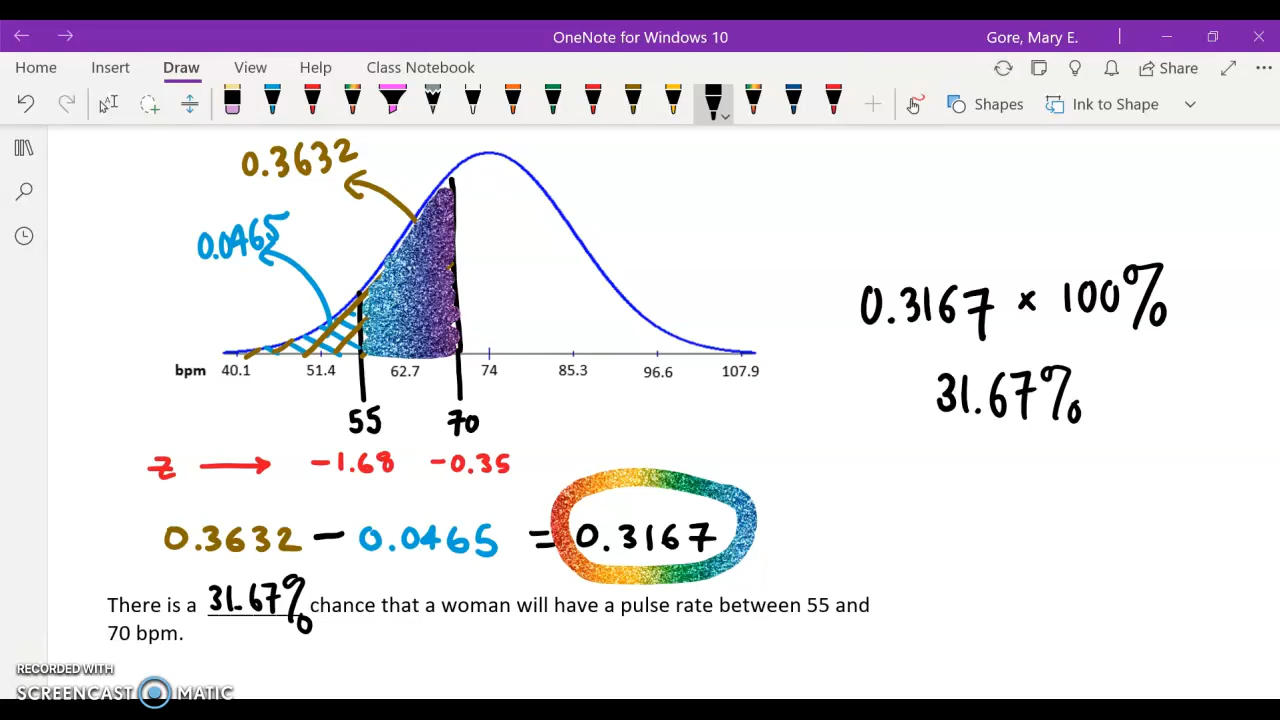 OneNote for Windows 10
Gore, Mary E.
Home Insert Draw View Help Class Notebook
Share
Shapes Ink to Shape
0.3632
0.0465
0.3167 × 100%
31.67%
bpm 40.1 51.4 62.7 74 85.3 96.6 107.9
55 70
z → -1.68 -0.35
0.3632 - 0.0465 = 0.3167
There is a 31.67% chance that a woman will have a pulse rate between 55 and
70 bpm.
RECORDED WITH
SCREENCAST MATIC